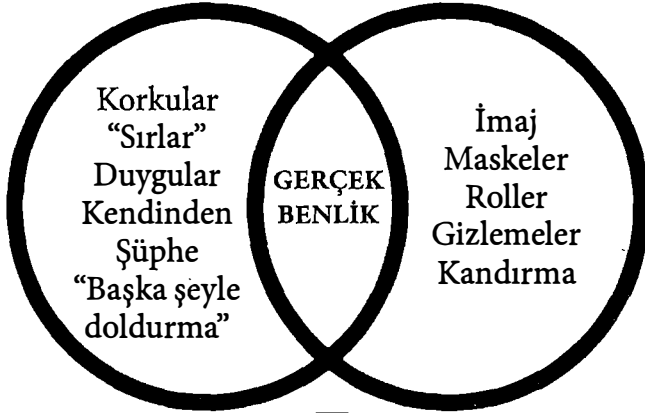 Korkular
“Sırlar”
Duygular
Kendinden
Şüphe
“Başka şeyle
doldurma”
GERÇEK
BENLİK
İmaj
Maskeler
Roller
Gizlemeler
Kandırma